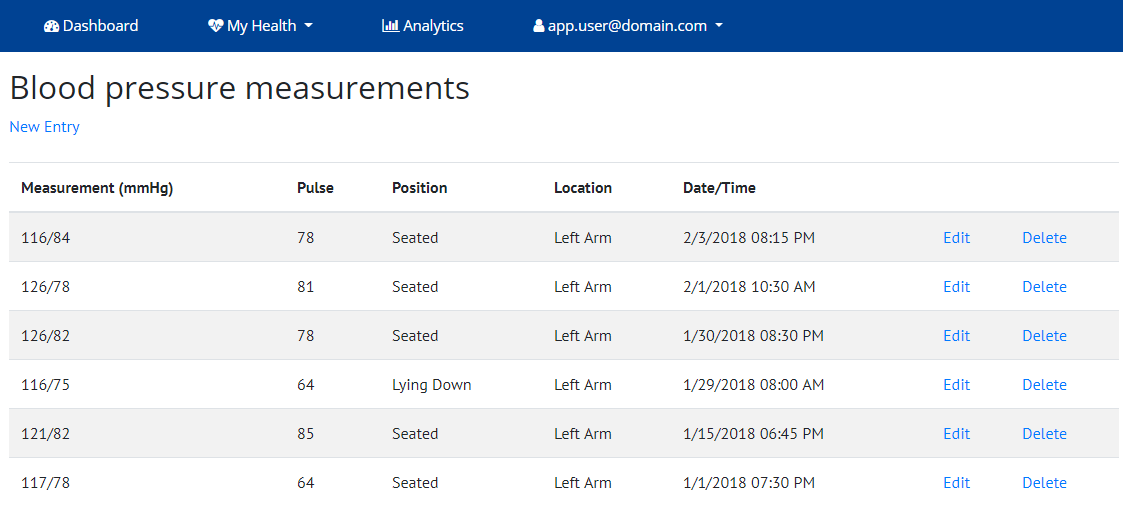 Dashboard My Health Analytics app.user@domain.com
Blood pressure measurements
New Entry
Measurement (mmHg) Pulse Position Location Date/Time
116/84 78 Seated Left Arm 2/3/2018 08:15 PM Edit Delete
126/78 81 Seated Left Arm 2/1/2018 10:30 AM Edit Delete
126/82 78 Seated Left Arm 1/30/2018 08:30 PM Edit Delete
116/75 64 Lying Down Left Arm 1/29/2018 08:00 AM Edit Delete
121/82 85 Seated Left Arm 1/15/2018 06:45 PM Edit Delete
117/78 64 Seated Left Arm 1/1/2018 07:30 PM Edit Delete